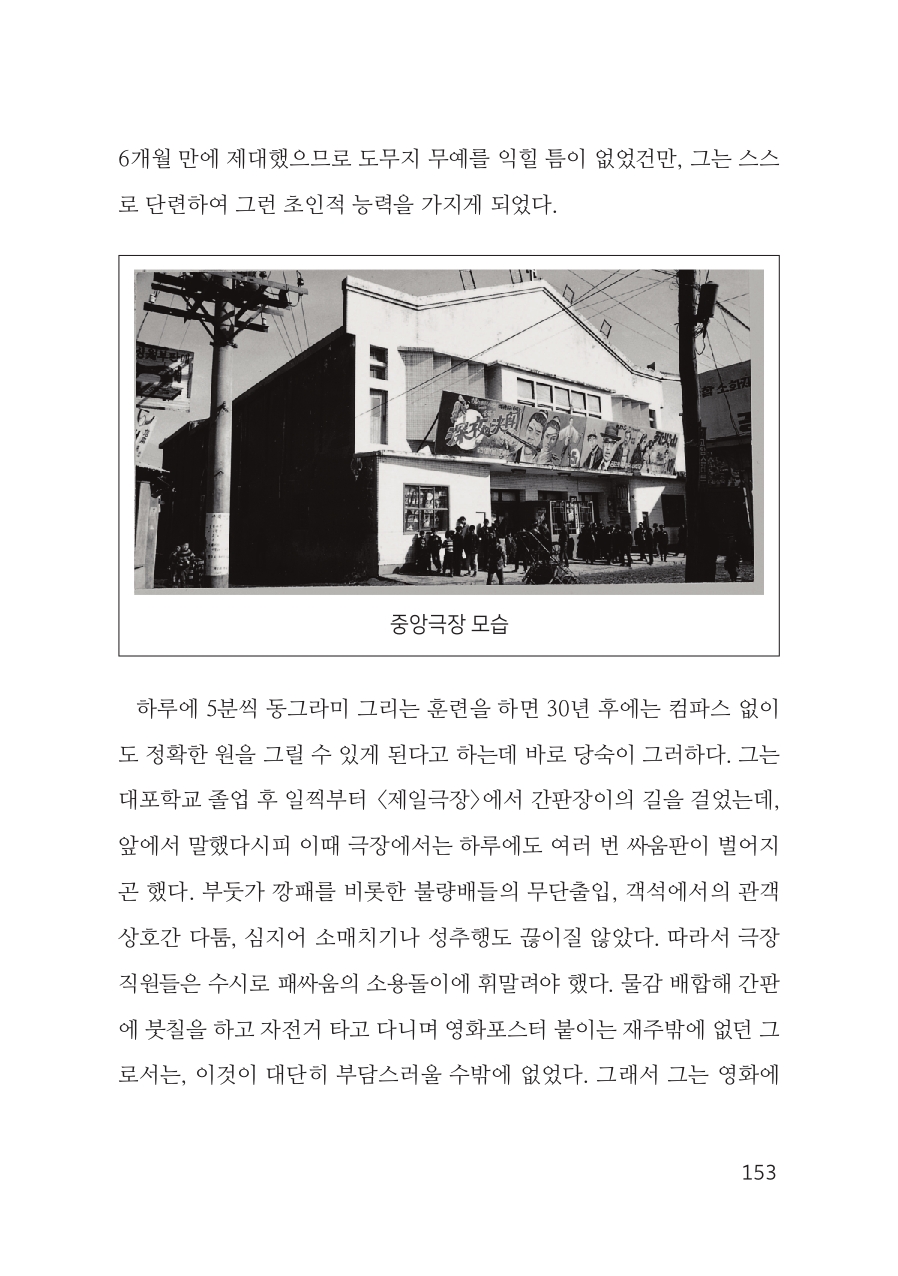 6개월 만에 제대했으므로 도무지 무예를 익힐 틈이 없었건만, 그는 스스
로 단련하여 그런 초인적 능력을 가지게 되었다.
중앙극장 모습
하루에 5분씩 동그라미 그리는 훈련을 하면 30년 후에는 컴파스 없이
도 정확한 원을 그릴 수 있게 된다고 하는데 바로 당숙이 그러하다. 그는
대포학교 졸업 후 일찍부터 〈제일극장〉에서 간판장이의 길을 걸었는데,
앞에서 말했다시피 이때 극장에서는 하루에도 여러 번 싸움판이 벌어지
곤 했다. 부둣가 깡패를 비롯한 불량배들의 무단출입, 객석에서의 관객
상호간 다툼, 심지어 소매치기나 성추행도 끊이질 않았다. 따라서 극장
직원들은 수시로 패싸움의 소용돌이에 휘말려야 했다. 물감 배합해 간판
에 붓칠을 하고 자전거 타고 다니며 영화포스터 붙이는 재주밖에 없던 그
로서는, 이것이 대단히 부담스러울 수밖에 없었다. 그래서 그는 영화에
153